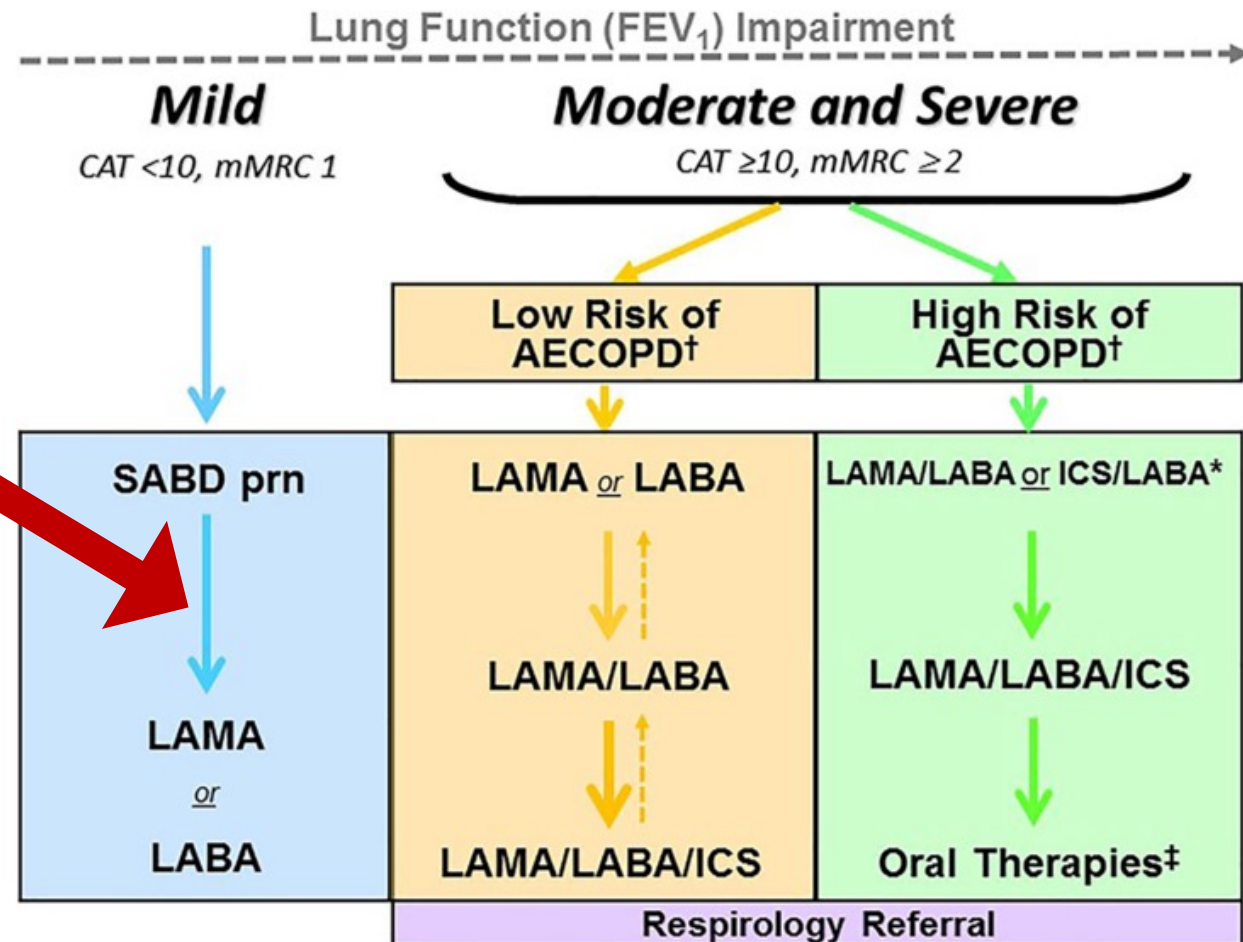 Lung Function (FEV₁) Impairment
Mild
CAT <10, mMRC 1
Moderate and Severe
CAT ≥10, mMRC ≥2
Low Risk of
AECOPD†
High Risk of
AECOPD†
SABD prn
LAMA
or
LABA
LAMA or LABA
LAMA/LABA
LAMA/LABA/ICS
LAMA/LABA or ICS/LABA*
LAMA/LABA/ICS
Oral Therapies‡
Respirology Referral